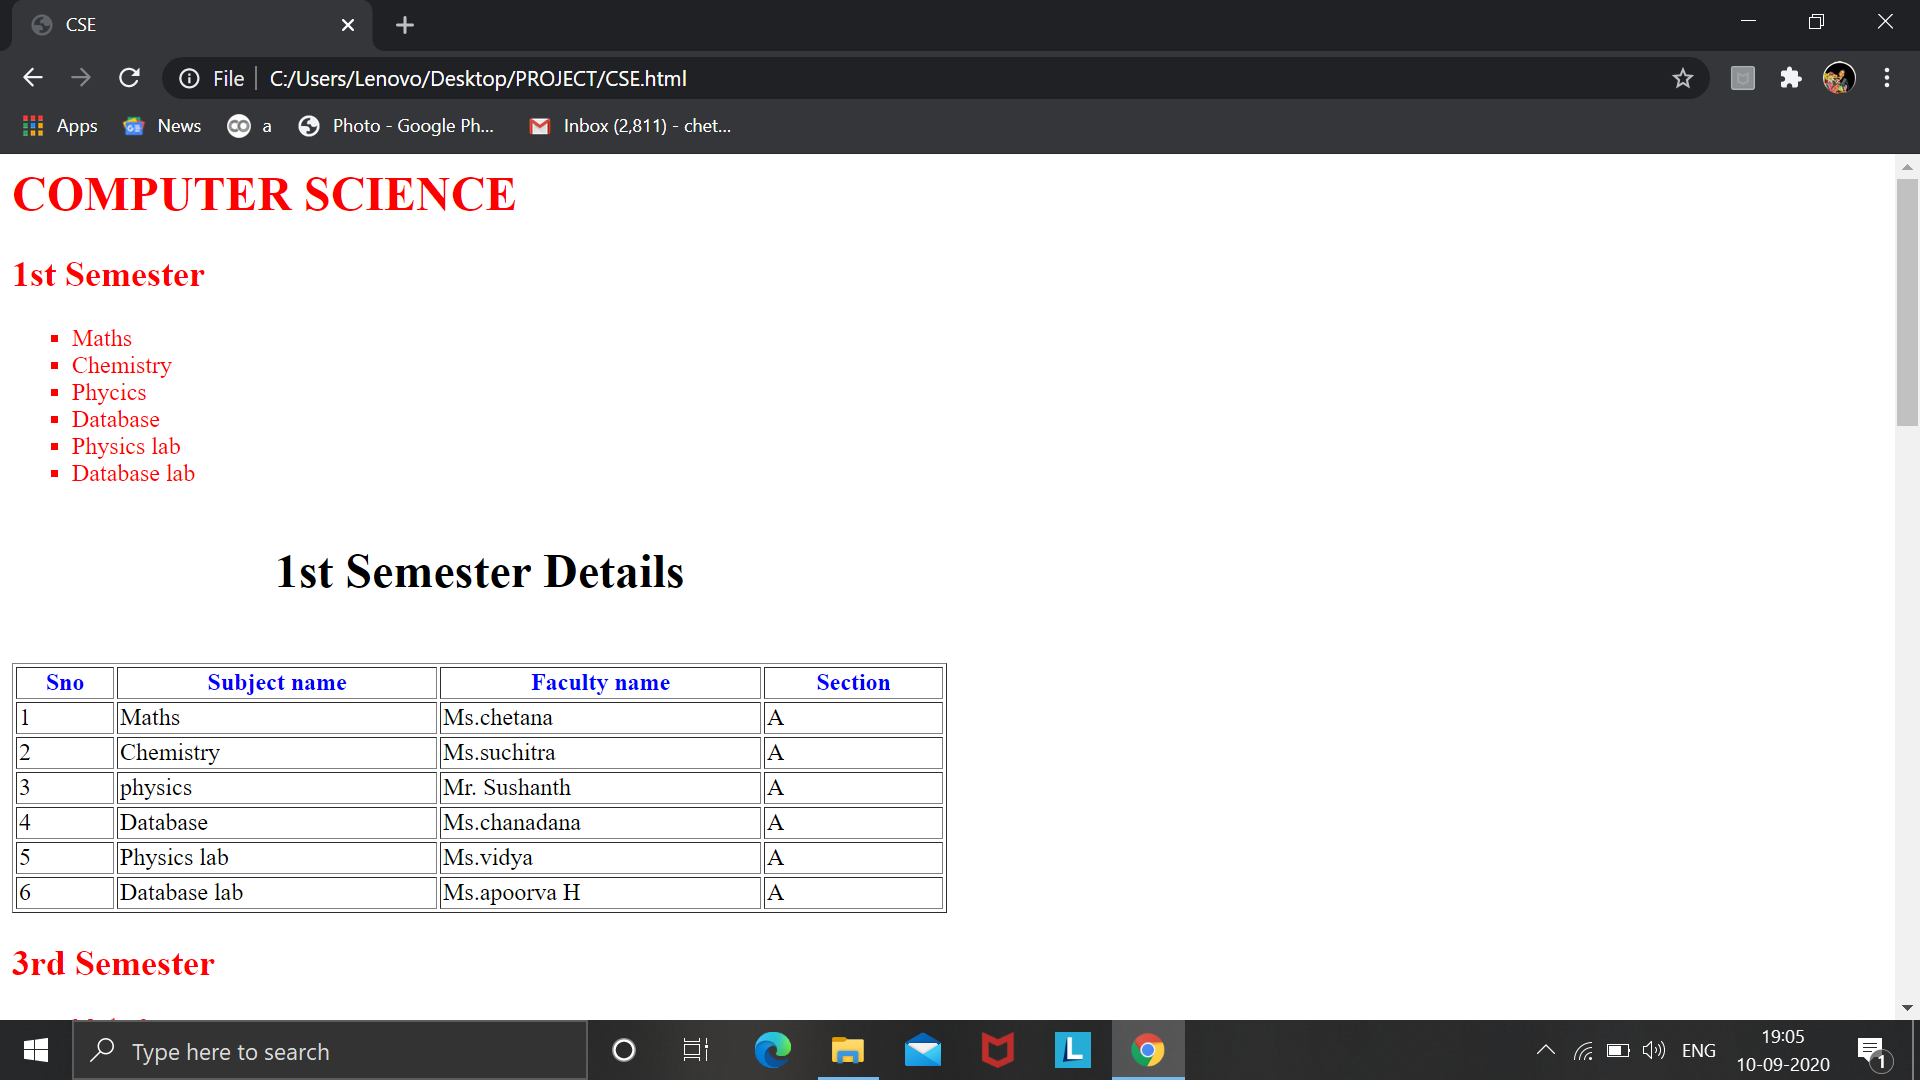 CSE
File C:/Users/Lenovo/Desktop/PROJECT/CSE.html
Apps News a Photo - Google Ph... Inbox (2,811) - chet...
COMPUTER SCIENCE
1st Semester
Maths
Chemistry
Phycics
Database
Physics lab
Database lab
1st Semester Details
Sno Subject name Faculty name Section
1 Maths Ms.chetana A
2 Chemistry Ms.suchitra A
3 physics Mr. Sushanth A
4 Database Ms.chanadana A
5 Physics lab Ms.vidya A
6 Database lab Ms.apoorva H A
3rd Semester
Type here to search
L
ENG
19:05
10-09-2020
1